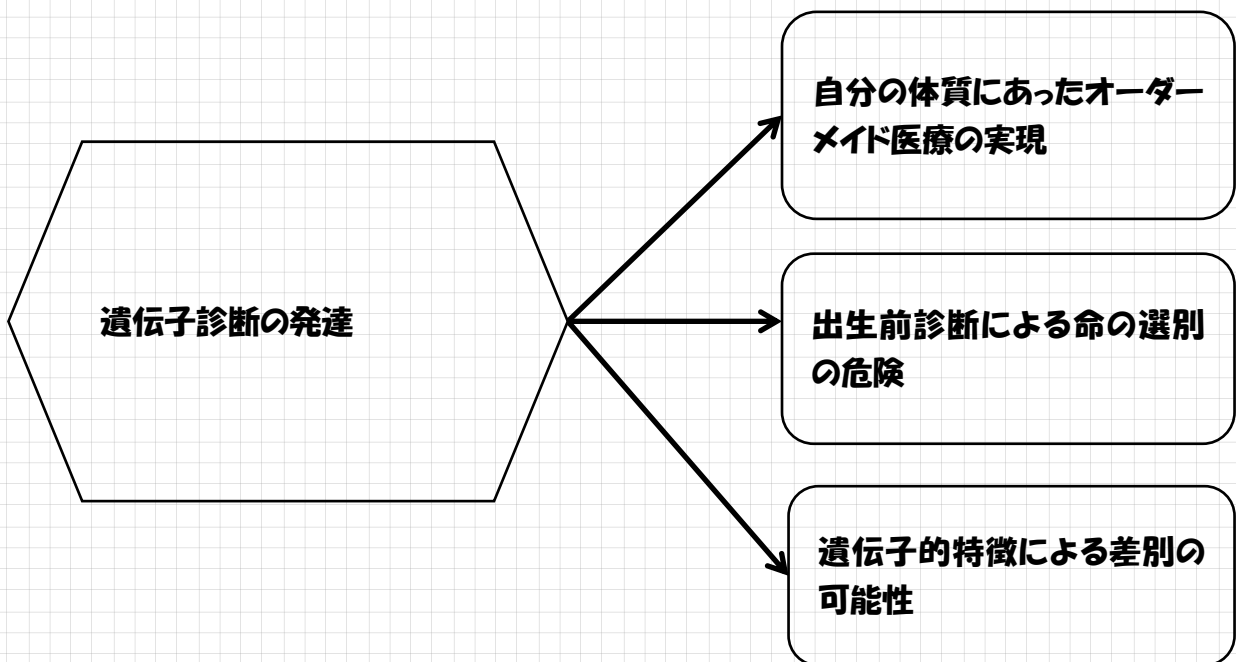 遺伝子診断の発達
自分の体質にあったオーダー
メイド医療の実現
出生前診断による命の選別
の危険
遺伝子的特徴による差別の
可能性